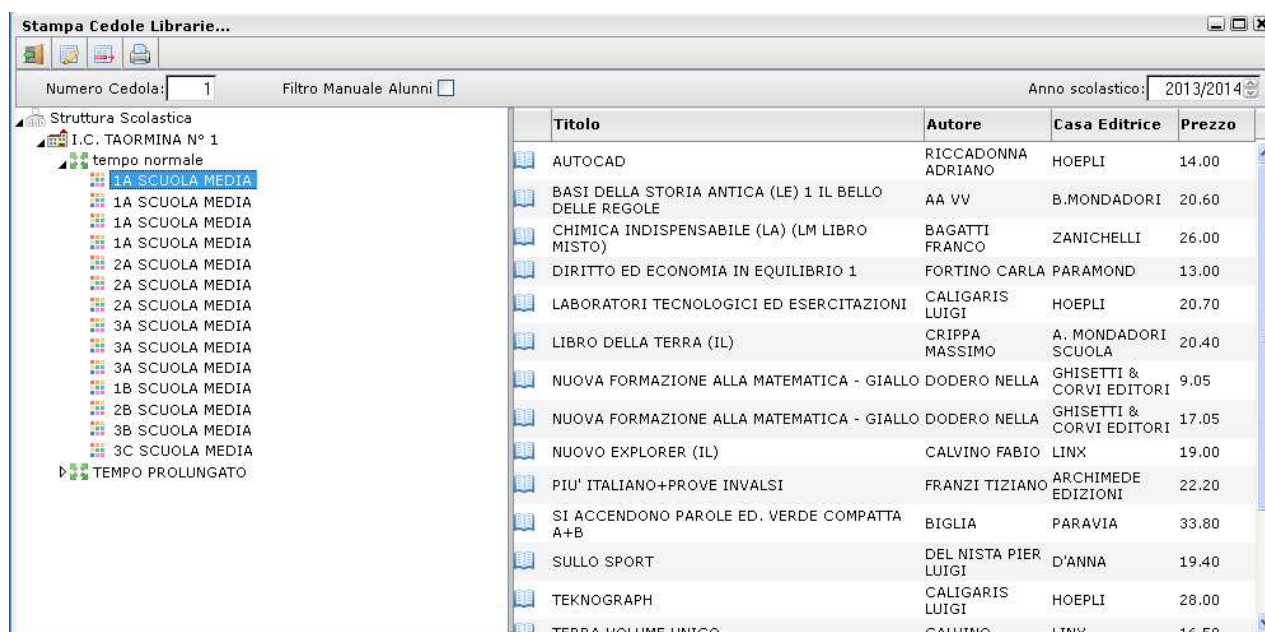 Stampa Cedole Librarie...
Numero Cedola: 1 Filtro Manuale Alunni Anno scolastico: 2013/2014
Struttura Scolastica
I.C. TAORMINA N° 1
tempo normale
1A SCUOLA MEDIA
1A SCUOLA MEDIA
1A SCUOLA MEDIA
1A SCUOLA MEDIA
2A SCUOLA MEDIA
2A SCUOLA MEDIA
2A SCUOLA MEDIA
3A SCUOLA MEDIA
3A SCUOLA MEDIA
3A SCUOLA MEDIA
1B SCUOLA MEDIA
2B SCUOLA MEDIA
3B SCUOLA MEDIA
3C SCUOLA MEDIA
TEMPO PROLUNGATO
Titolo Autore Casa Editrice Prezzo
AUTOCAD RICCADONNA ADRIANO HOEPLI 14.00
BASI DELLA STORIA ANTICA (LE) 1 IL BELLO DELLE REGOLE AA VV B.MONDADORI 20.60
CHIMICA INDISPENSABILE (LA) (LM LIBRO MISTO) BAGATTI FRANCO ZANICHELLI 26.00
DIRITTO ED ECONOMIA IN EQUILIBRIO 1 FORTINO CARLA PARAMOND 13.00
LABORATORI TECNOLOGICI ED ESERCITAZIONI CALIGARIS LUIGI HOEPLI 20.70
LIBRO DELLA TERRA (IL) CRIPPA MASSIMO A. MONDADORI SCUOLA 20.40
NUOVA FORMAZIONE ALLA MATEMATICA - GIALLO DODERO NELLA GHISETTI & CORVI EDITORI 9.05
NUOVA FORMAZIONE ALLA MATEMATICA - GIALLO DODERO NELLA GHISETTI & CORVI EDITORI 17.05
NUOVO EXPLORER (IL) CALVINO FABIO LINX 19.00
PIU' ITALIANO+PROVE INVALSI FRANZI TIZIANO ARCHIMEDE EDIZIONI 22.20
SI ACCENDONO PAROLE ED. VERDE COMPATTA A+B BIGLIA PARAVIA 33.80
SULLO SPORT DEL NISTA PIER LUIGI D'ANNA 19.40
TEKNOGRAPH CALIGARIS LUIGI HOEPLI 28.00
TERRA VOLUME UNICO CALVINO LINX 16.50